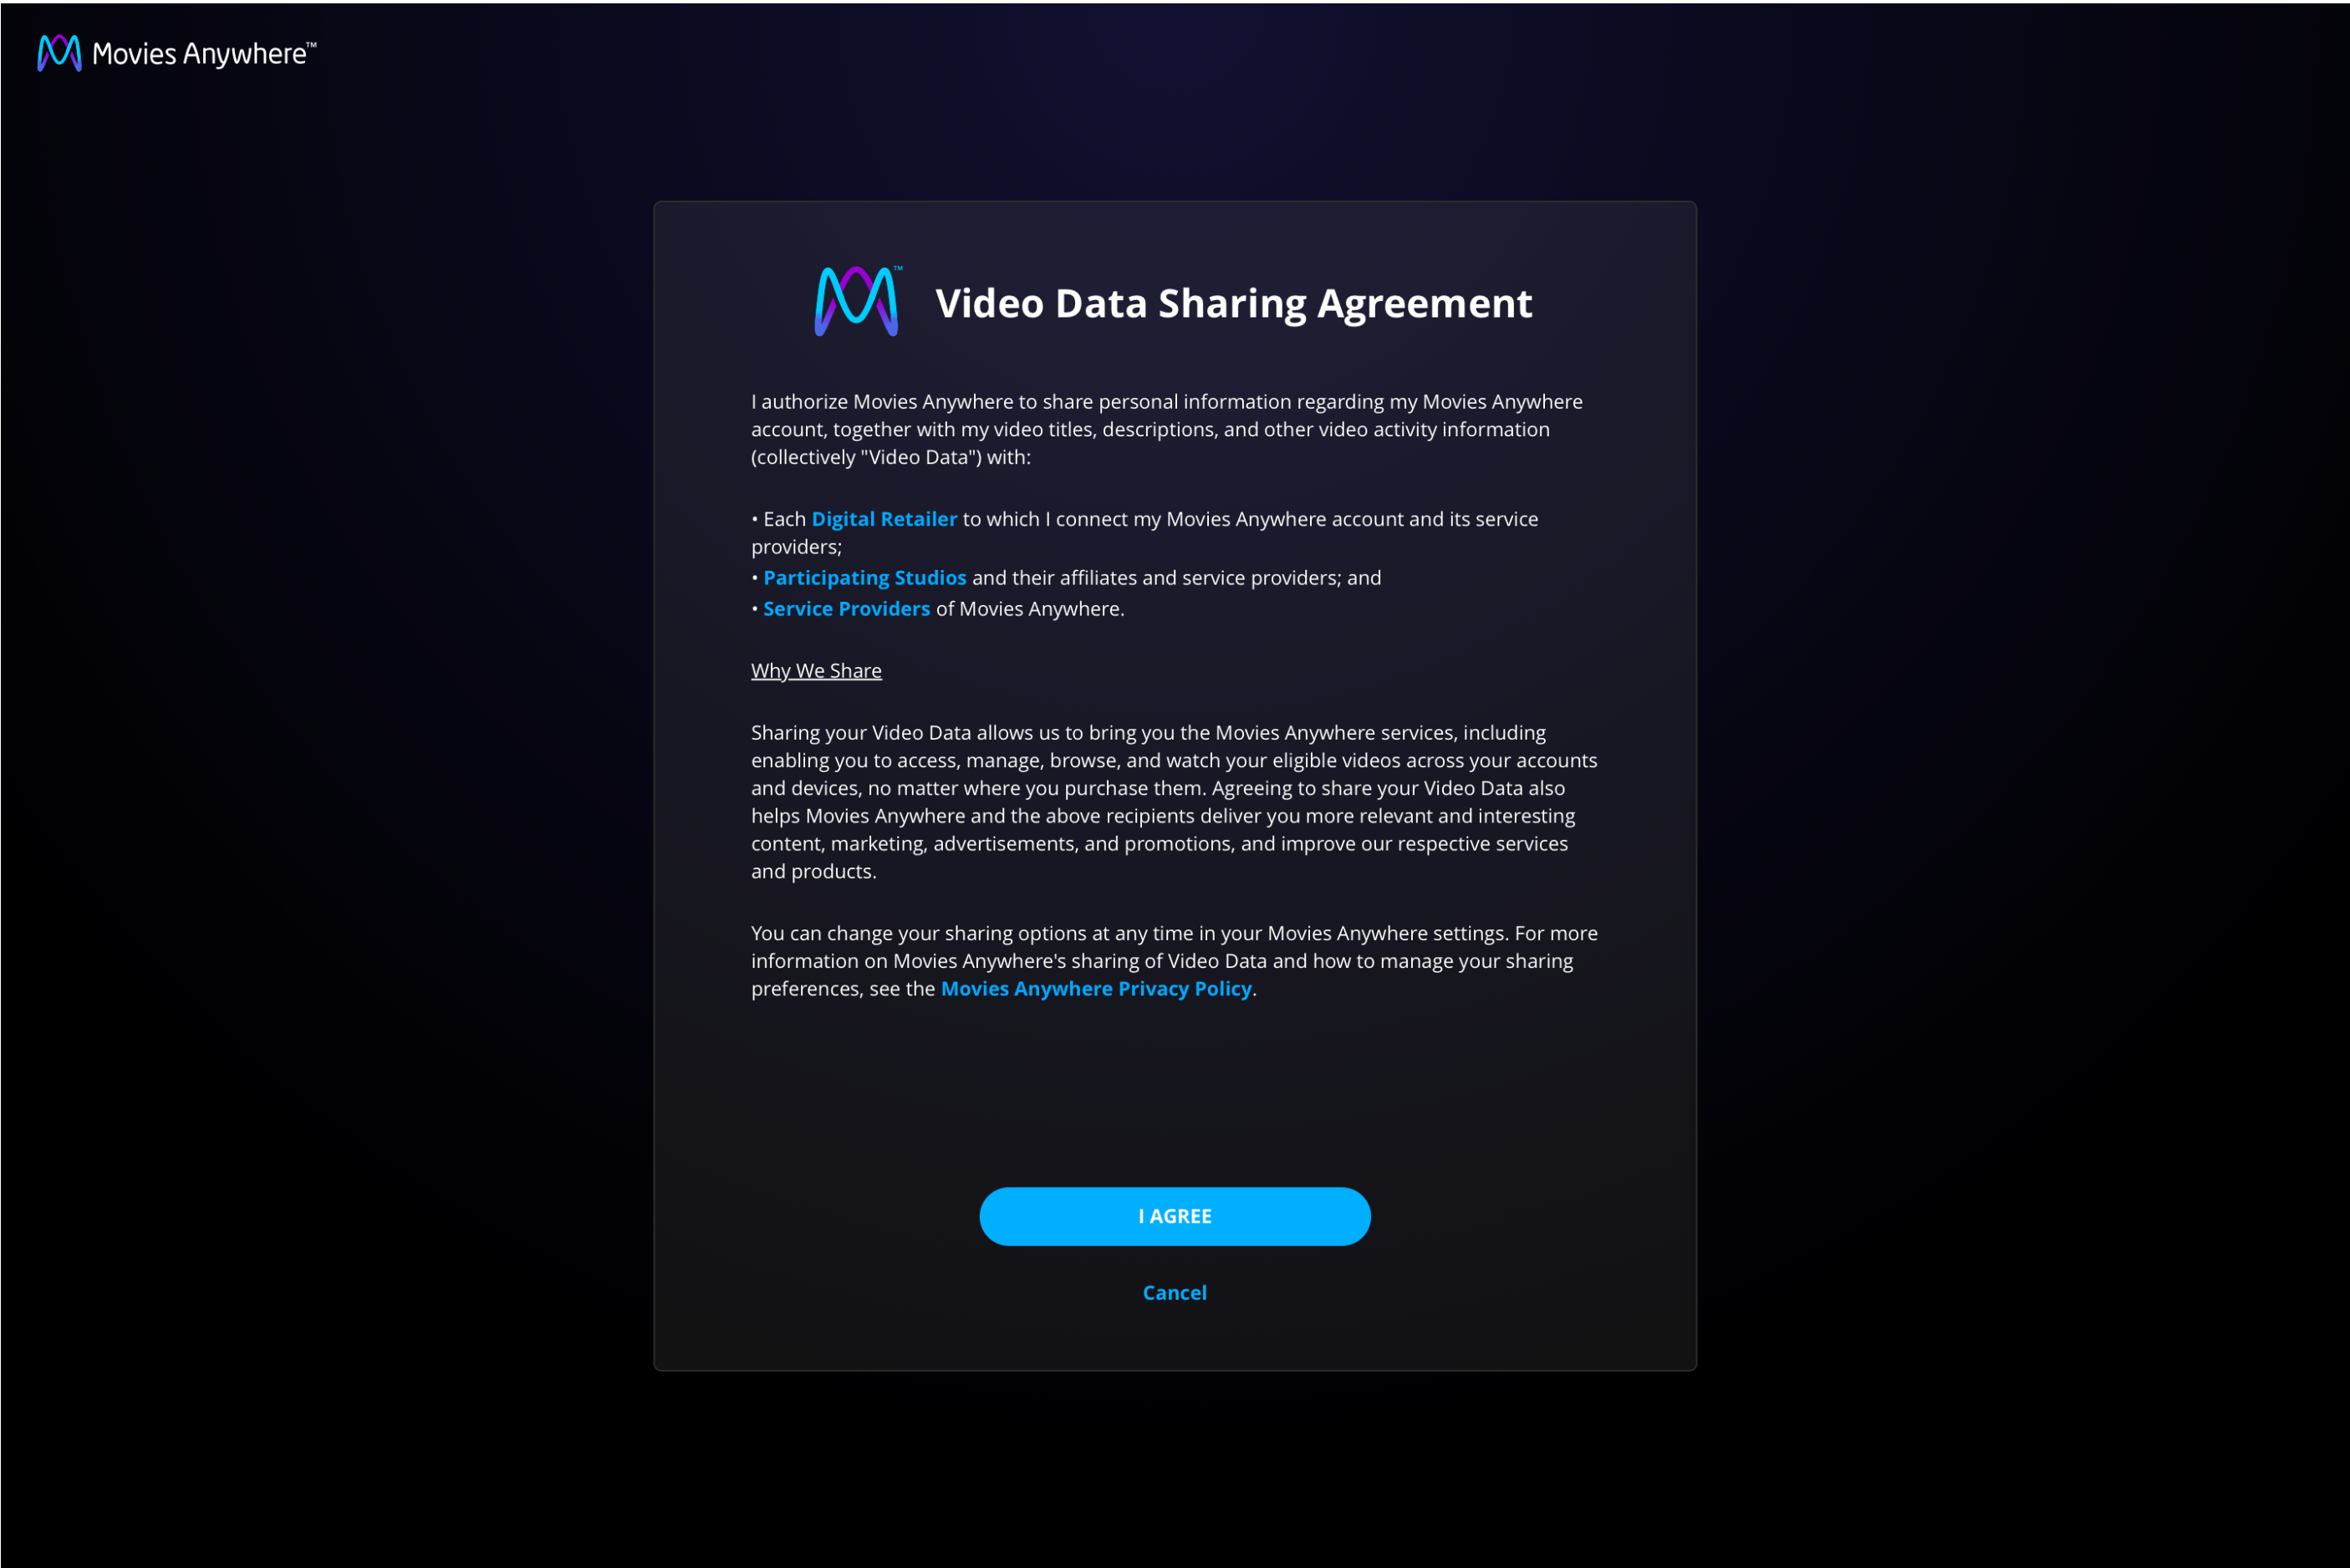 Movies Anywhere™
™
Video Data Sharing Agreement
I authorize Movies Anywhere to share personal information regarding my Movies Anywhere
account, together with my video titles, descriptions, and other video activity information
(collectively "Video Data") with:
• Each Digital Retailer to which I connect my Movies Anywhere account and its service
providers;
• Participating Studios and their affiliates and service providers; and
• Service Providers of Movies Anywhere.
Why We Share
Sharing your Video Data allows us to bring you the Movies Anywhere services, including
enabling you to access, manage, browse, and watch your eligible videos across your accounts
and devices, no matter where you purchase them. Agreeing to share your Video Data also
helps Movies Anywhere and the above recipients deliver you more relevant and interesting
content, marketing, advertisements, and promotions, and improve our respective services
and products.
You can change your sharing options at any time in your Movies Anywhere settings. For more
information on Movies Anywhere's sharing of Video Data and how to manage your sharing
preferences, see the Movies Anywhere Privacy Policy.
I AGREE
Cancel